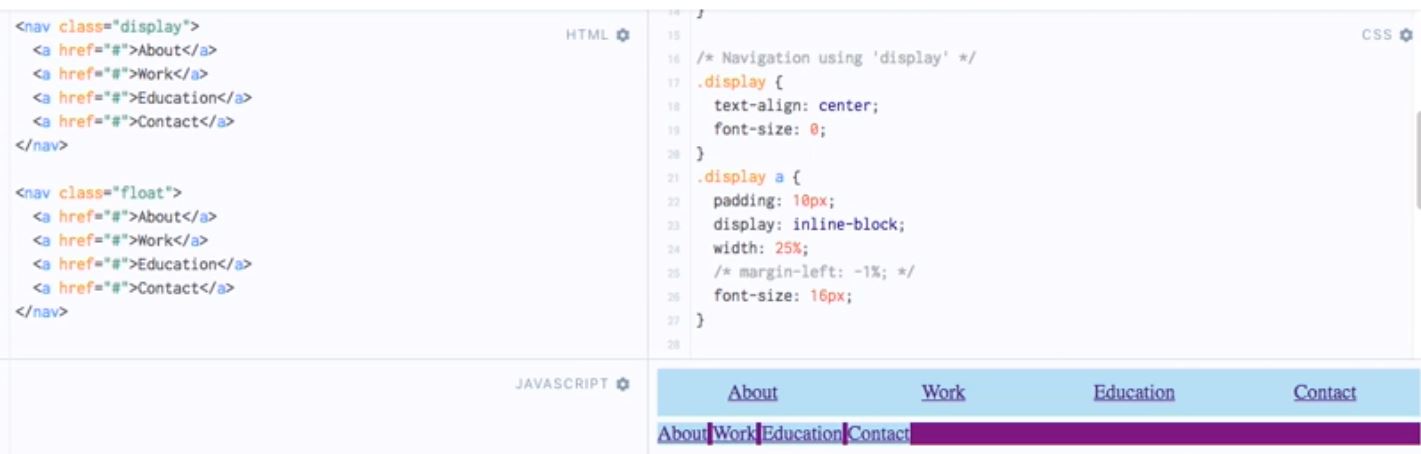 <nav class="display">
  <a href="#">About</a>
  <a href="#">Work</a>
  <a href="#">Education</a>
  <a href="#">Contact</a>
</nav>
<nav class="float">
  <a href="#">About</a>
  <a href="#">Work</a>
  <a href="#">Education</a>
  <a href="#">Contact</a>
</nav>
HTML
JAVASCRIPT
CSS
14 }
15
16 /* Navigation using 'display' */
17 .display {
18   text-align: center;
19   font-size: 0;
20 }
21 .display a {
22   padding: 10px;
23   display: inline-block;
24   width: 25%;
25   /* margin-left: -1%; */
26   font-size: 16px;
27 }
28
About Work Education Contact
About Work Education Contact